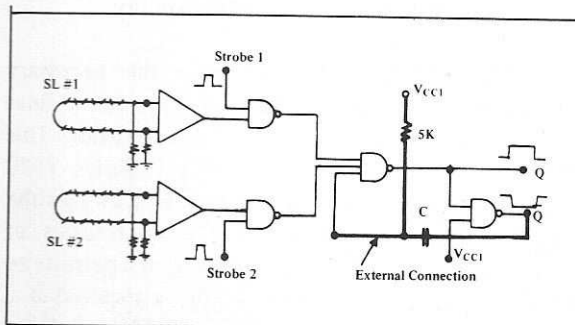 Strobe 1
SL #1
VCC1
5K
Q
C
Q
SL #2
Strobe 2
External Connection
VCC1